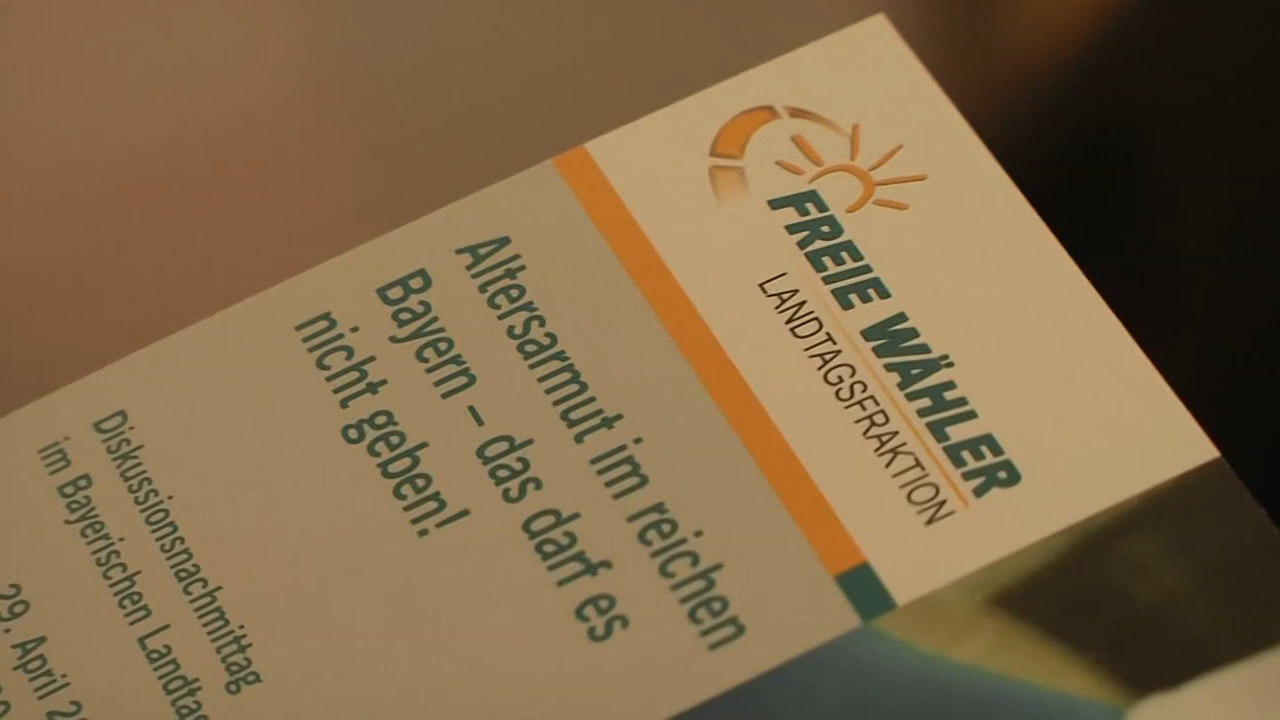 FREIE WÄHLER
LANDTAGSFRAKTION
Altersarmut im reichen
Bayern – das darf es
nicht geben!
Diskussionsnachmittag
im Bayerischen
29. April